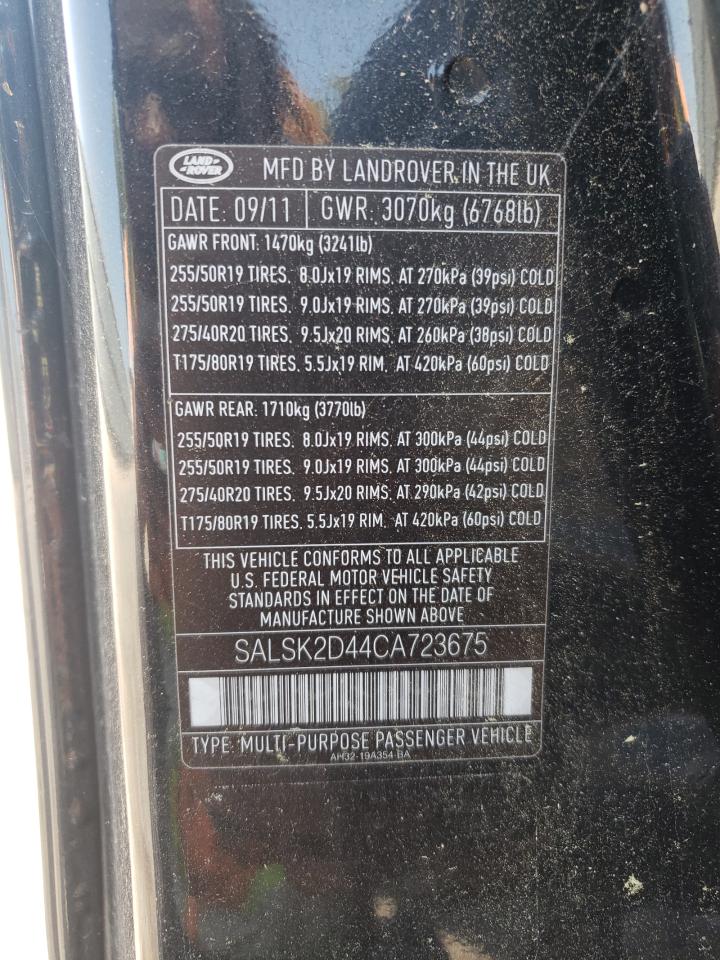 LAND ROVER
MFD BY LANDROVER IN THE UK
DATE: 09/11 GWR: 3070kg (6768lb)
GAWR FRONT: 1470kg (3241lb)
255/50R19 TIRES, 8.0Jx19 RIMS, AT 270kPa (39psi) COLD
255/50R19 TIRES, 9.0Jx19 RIMS, AT 270kPa (39psi) COLD
275/40R20 TIRES, 9.5Jx20 RIMS, AT 260kPa (38psi) COLD
T175/80R19 TIRES, 5.5Jx19 RIM, AT 420kPa (60psi) COLD
GAWR REAR: 1710kg (3770lb)
255/50R19 TIRES, 8.0Jx19 RIMS, AT 300kPa (44psi) COLD
255/50R19 TIRES, 9.0Jx19 RIMS, AT 300kPa (44psi) COLD
275/40R20 TIRES, 9.5Jx20 RIMS, AT 290kPa (42psi) COLD
T175/80R19 TIRES, 5.5Jx19 RIM, AT 420kPa (60psi) COLD
THIS VEHICLE CONFORMS TO ALL APPLICABLE
U.S. FEDERAL MOTOR VEHICLE SAFETY
STANDARDS IN EFFECT ON THE DATE OF
MANUFACTURE SHOWN ABOVE
SALSK2D44CA723675
TYPE: MULTI-PURPOSE PASSENGER VEHICLE
AH32-19A354-BA